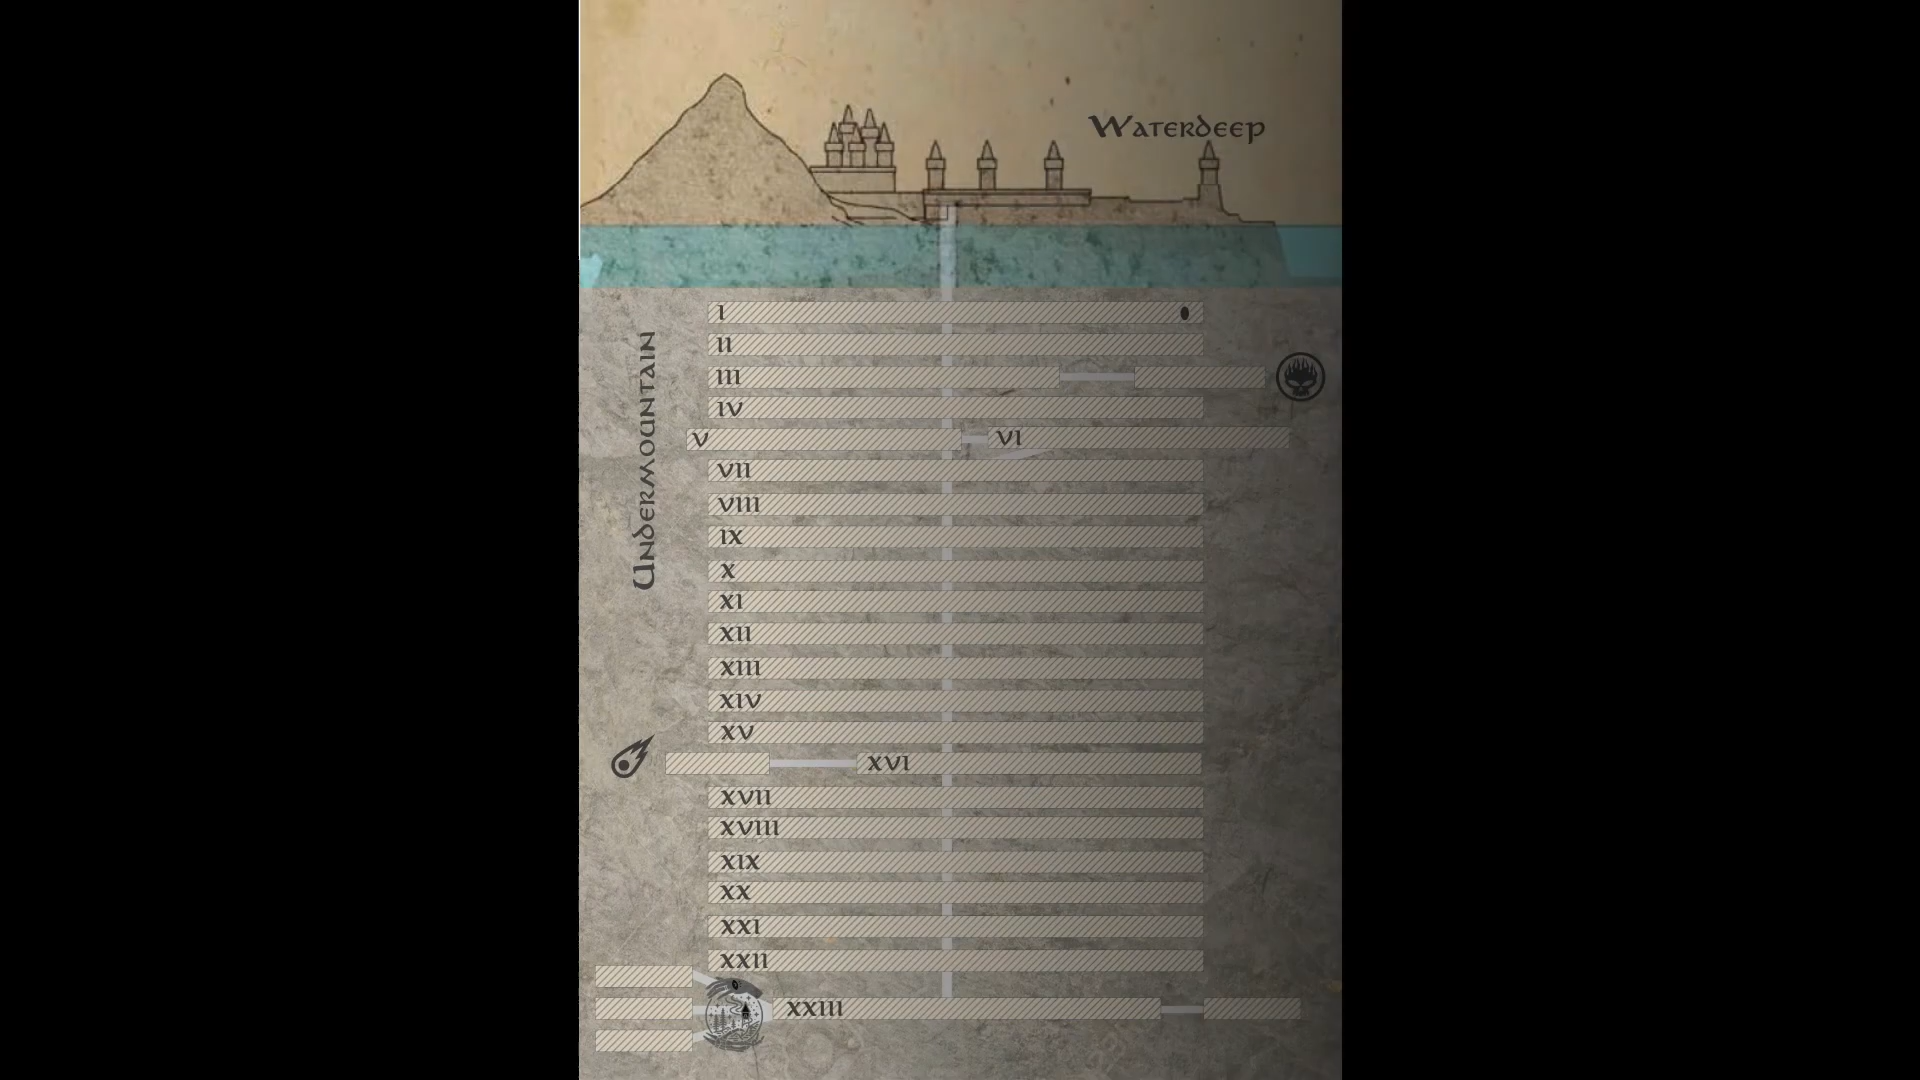 Waterdeep
Undermountain
I
II
III
IV
V VI
VII
VIII
IX
X
XI
XII
XIII
XIV
XV
XVI
XVII
XVIII
XIX
XX
XXI
XXII
XXIII